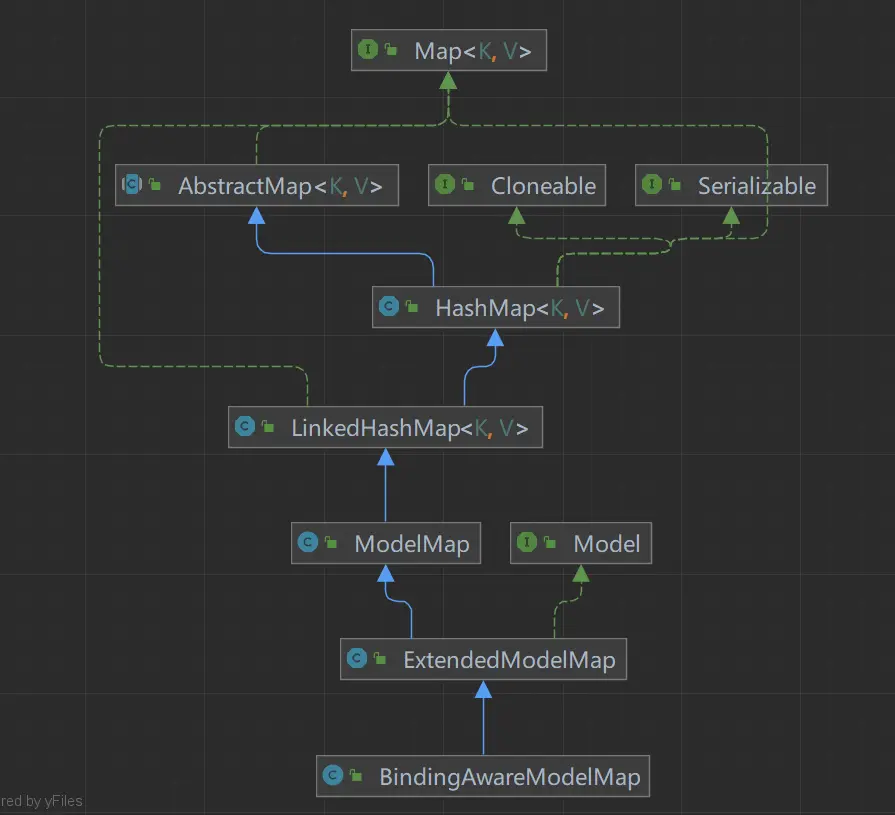 Map<K, V>
AbstractMap<K, V>
Cloneable
Serializable
HashMap<K, V>
LinkedHashMap<K, V>
ModelMap
Model
ExtendedModelMap
BindingAwareModelMap
red by yFiles